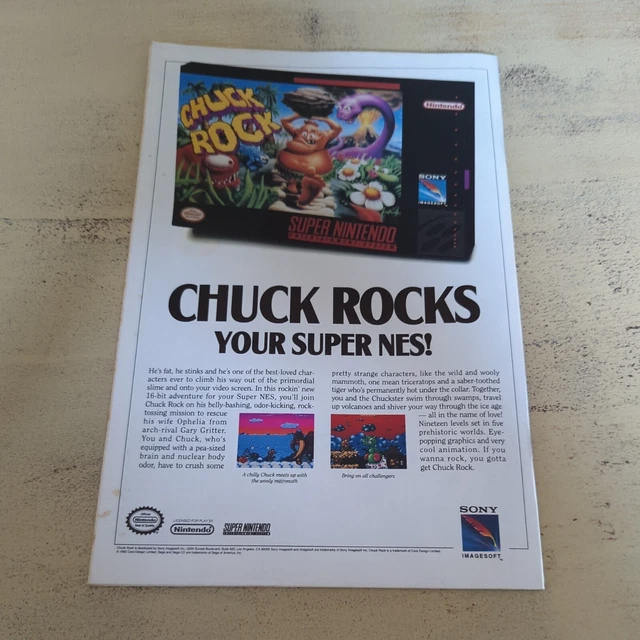 CHUCK
ROCK
Nintendo
SONY
IMAGESOFT
SUPER NINTENDO
ENTERTAINMENT SYSTEM
CHUCK ROCKS
YOUR SUPER NES!
He's fat, he stinks and he's one of the best-loved char-
acters ever to climb his way out of the primordial
slime and onto your video screen. In this rockin' new
16-bit adventure for your Super NES, you'll join
Chuck Rock on his belly-bashing, odor-kicking, rock-
tossing mission to rescue
his wife Ophelia from
arch-rival Gary Gritter.
You and Chuck, who's
equipped with a pea-sized
brain and nuclear body
odor, have to crush some
pretty strange characters, like the wild and wooly
mammoth, one mean triceratops and a saber-toothed
tiger who's permanently hot under the collar. Together,
you and the Chuckster swim through swamps, travel
up volcanoes and shiver your way through the ice age
— all in the name of love!
Nineteen levels set in five
prehistoric worlds. Eye-
popping graphics and very
cool animation. If you
wanna rock, you gotta
get Chuck Rock.
A chilly Chuck meets up with
the wooly mammoth
Bring on all challengers
Official
Nintendo
Seal of Quality
LICENSED FOR PLAY BY
Nintendo
SUPER NINTENDO
ENTERTAINMENT SYSTEM
SONY
IMAGESOFT